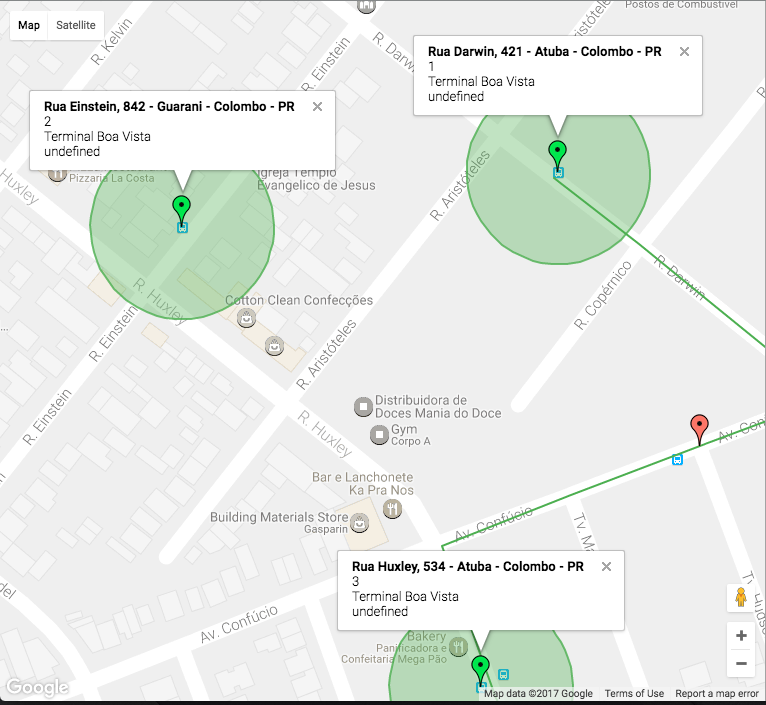 Map
Satellite
R. Kelvin
R. Einstein
R. Darwin
Aristóteles
Postos de Combustível
Rua Darwin, 421 - Atuba - Colombo - PR
1
Terminal Boa Vista
undefined
Rua Einstein, 842 - Guarani - Colombo - PR
2
Terminal Boa Vista
undefined
Huxley
Pizzaria La Costa
Igreja Templo
Evangelico de Jesus
R. Aristóteles
R. Huxley
R. Copérnico
R. Darwin
Cotton Clean Confecções
R. Einstein
R. Aristóteles
R. Einstein
Distribuidora de
Doces Mania do Doce
Gym
Corpo A
R. Huxley
Av. Con
Bar e Lanchonete
Ka Pra Nos
Building Materials Store
Gasparin
Av. Confúcio
Tv. Ma
Rua Huxley, 534 - Atuba - Colombo - PR
3
Terminal Boa Vista
undefined
Tv. Hudso
del
Av. Confúcio
Bakery
Panificadora e
Confeitaria Mega Pão
Google
Map data ©2017 Google
Terms of Use
Report a map error